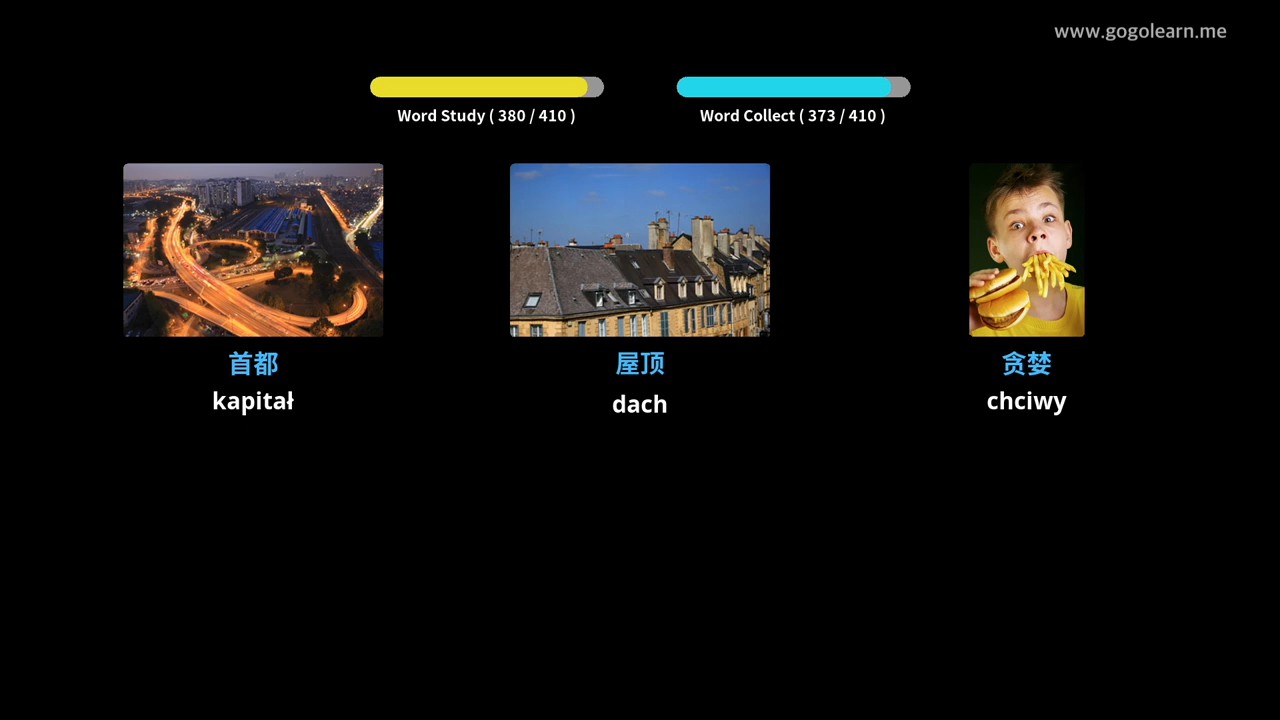 www.gogolearn.me
Word Study ( 380 / 410 )
Word Collect ( 373 / 410 )
首都
kapitał
屋顶
dach
贪婪
chciwy